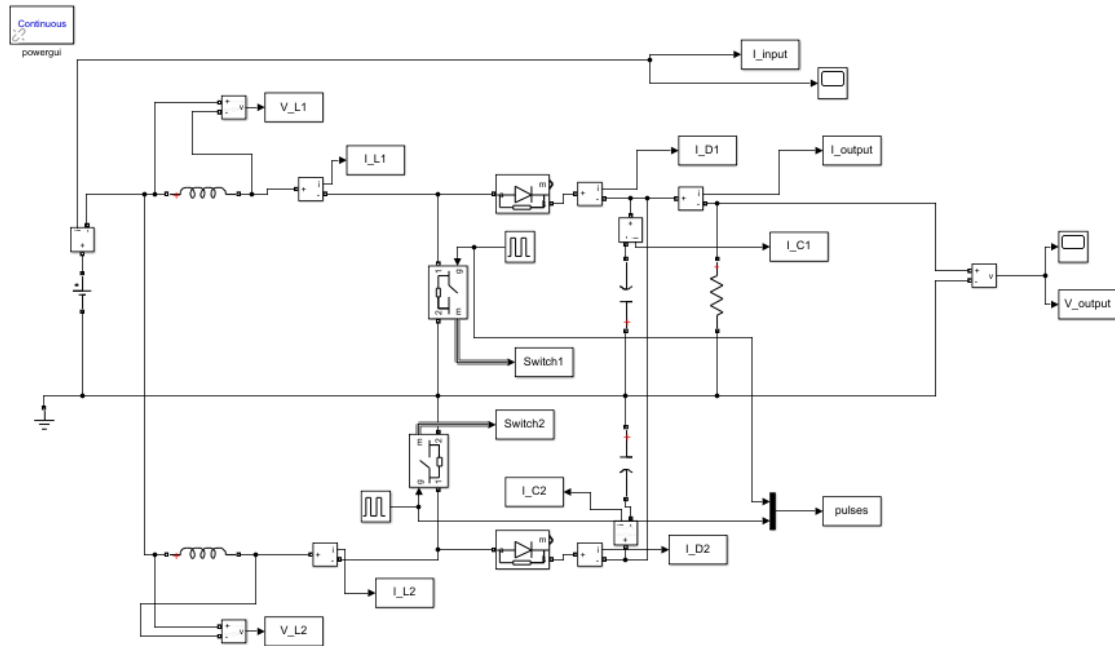 Continuous
powergui
I_input
V_L1
I_L1
I_D1
I_output
I_C1
V_output
Switch1
Switch2
I_C2
pulses
I_D2
I_L2
V_L2